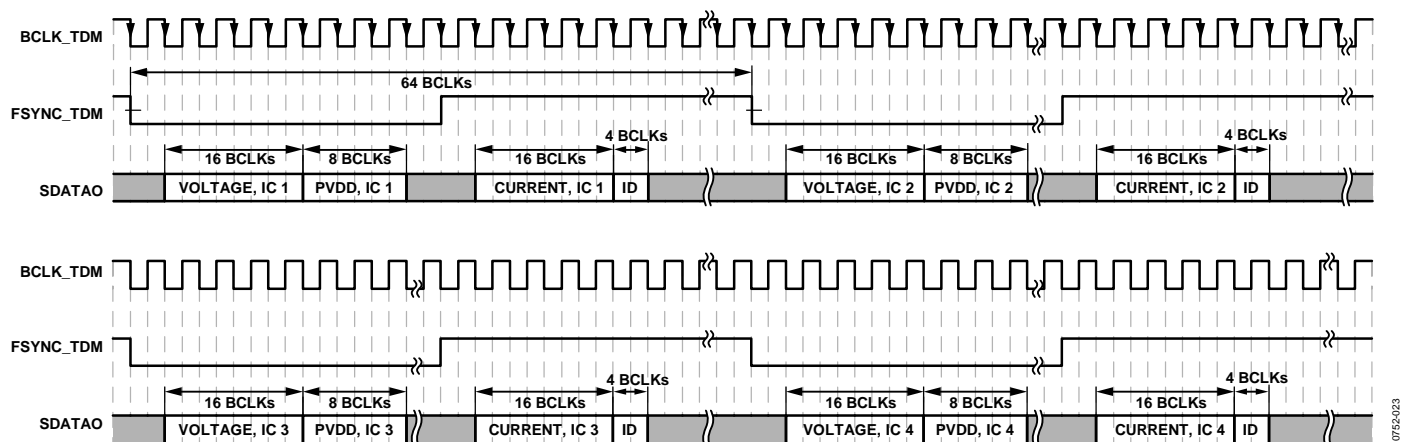 BCLK_TDM
64 BCLKs
FSYNC_TDM
4 BCLKs 4 BCLKs
16 BCLKs 8 BCLKs 16 BCLKs 16 BCLKs 8 BCLKs 16 BCLKs
SDATAO VOLTAGE, IC 1 PVDD, IC 1 CURRENT, IC 1 ID VOLTAGE, IC 2 PVDD, IC 2 CURRENT, IC 2 ID
BCLK_TDM
FSYNC_TDM
4 BCLKs 4 BCLKs
16 BCLKs 8 BCLKs 16 BCLKs 16 BCLKs 8 BCLKs 16 BCLKs
SDATAO VOLTAGE, IC 3 PVDD, IC 3 CURRENT, IC 3 ID VOLTAGE, IC 4 PVDD, IC 4 CURRENT, IC 4 ID
0752-023